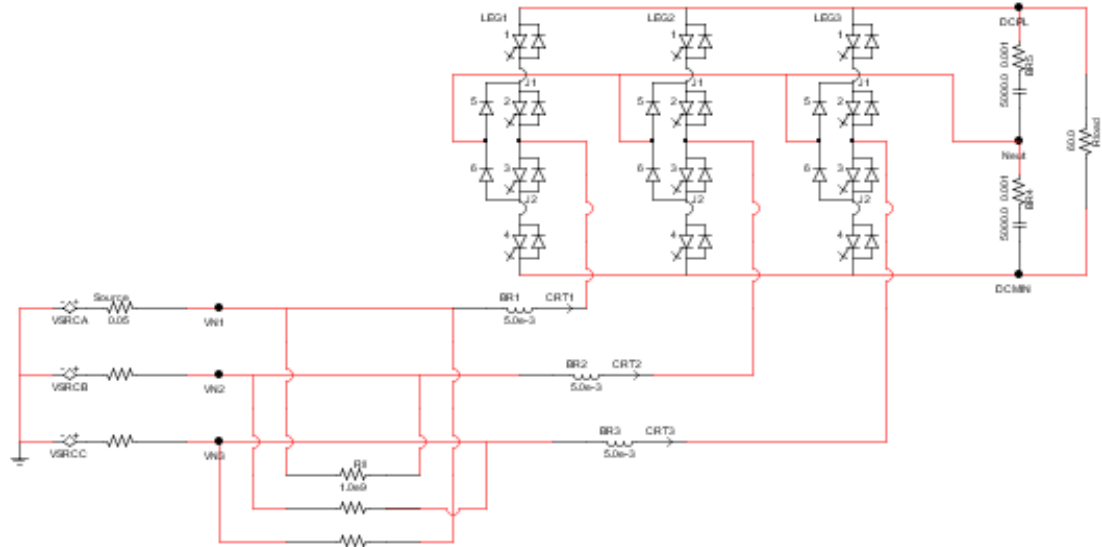 LEG1 LEG2 LEG3
DCPL
1 1 1
0.001
BR5
5000.0
J1 J1 J1
5 2 5 2 5 2
60.0
Rload
Neut
6 3 6 3 6 3
0.001
BR4
5000.0
J2 J2 J2
4 4 4
DCMIN
Source
BR1 CRT1
VSRCA 0.05 VN1 5.0e-3
BR2 CRT2
VSRCB VN2 5.0e-3
BR3 CRT3
VSRCC VN3 5.0e-3
Rll
1.0e9